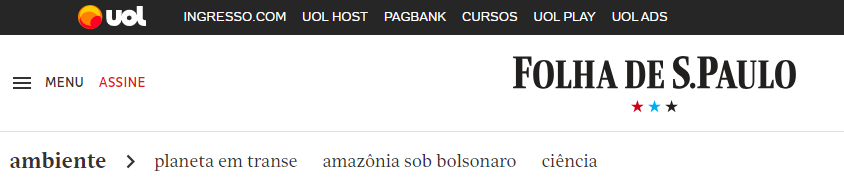 uol INGRESSO.COM UOL HOST PAGBANK CURSOS UOL PLAY UOL ADS
MENU ASSINE FOLHA DE S.PAULO
ambiente planeta em transe amazônia sob bolsonaro ciência